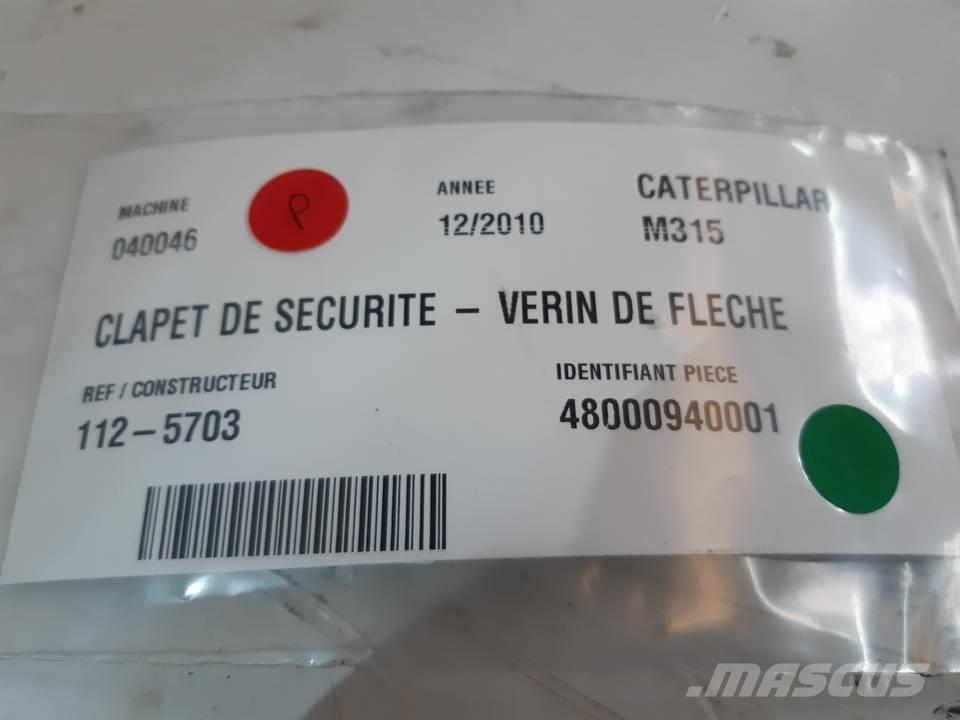 MACHINE
040046
P
ANNEE
12/2010
CATERPILLAR
M315
CLAPET DE SECURITE – VERIN DE FLECHE
REF / CONSTRUCTEUR
112–5703
IDENTIFIANT PIECE
48000940001
MASCUS